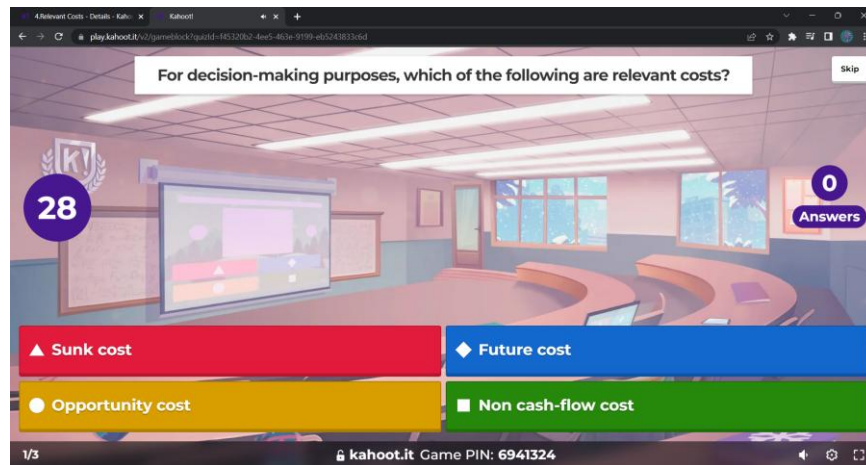 4.Relevant Costs - Details - Kaho
Kahoot!
play.kahoot.it/v2/gameblock?quizId=f45320b2-4ee5-463e-9199-eb5243833c6d
For decision-making purposes, which of the following are relevant costs?
Skip
K!
28
0
Answers
Sunk cost
Future cost
Opportunity cost
Non cash-flow cost
1/3
kahoot.it Game PIN: 6941324